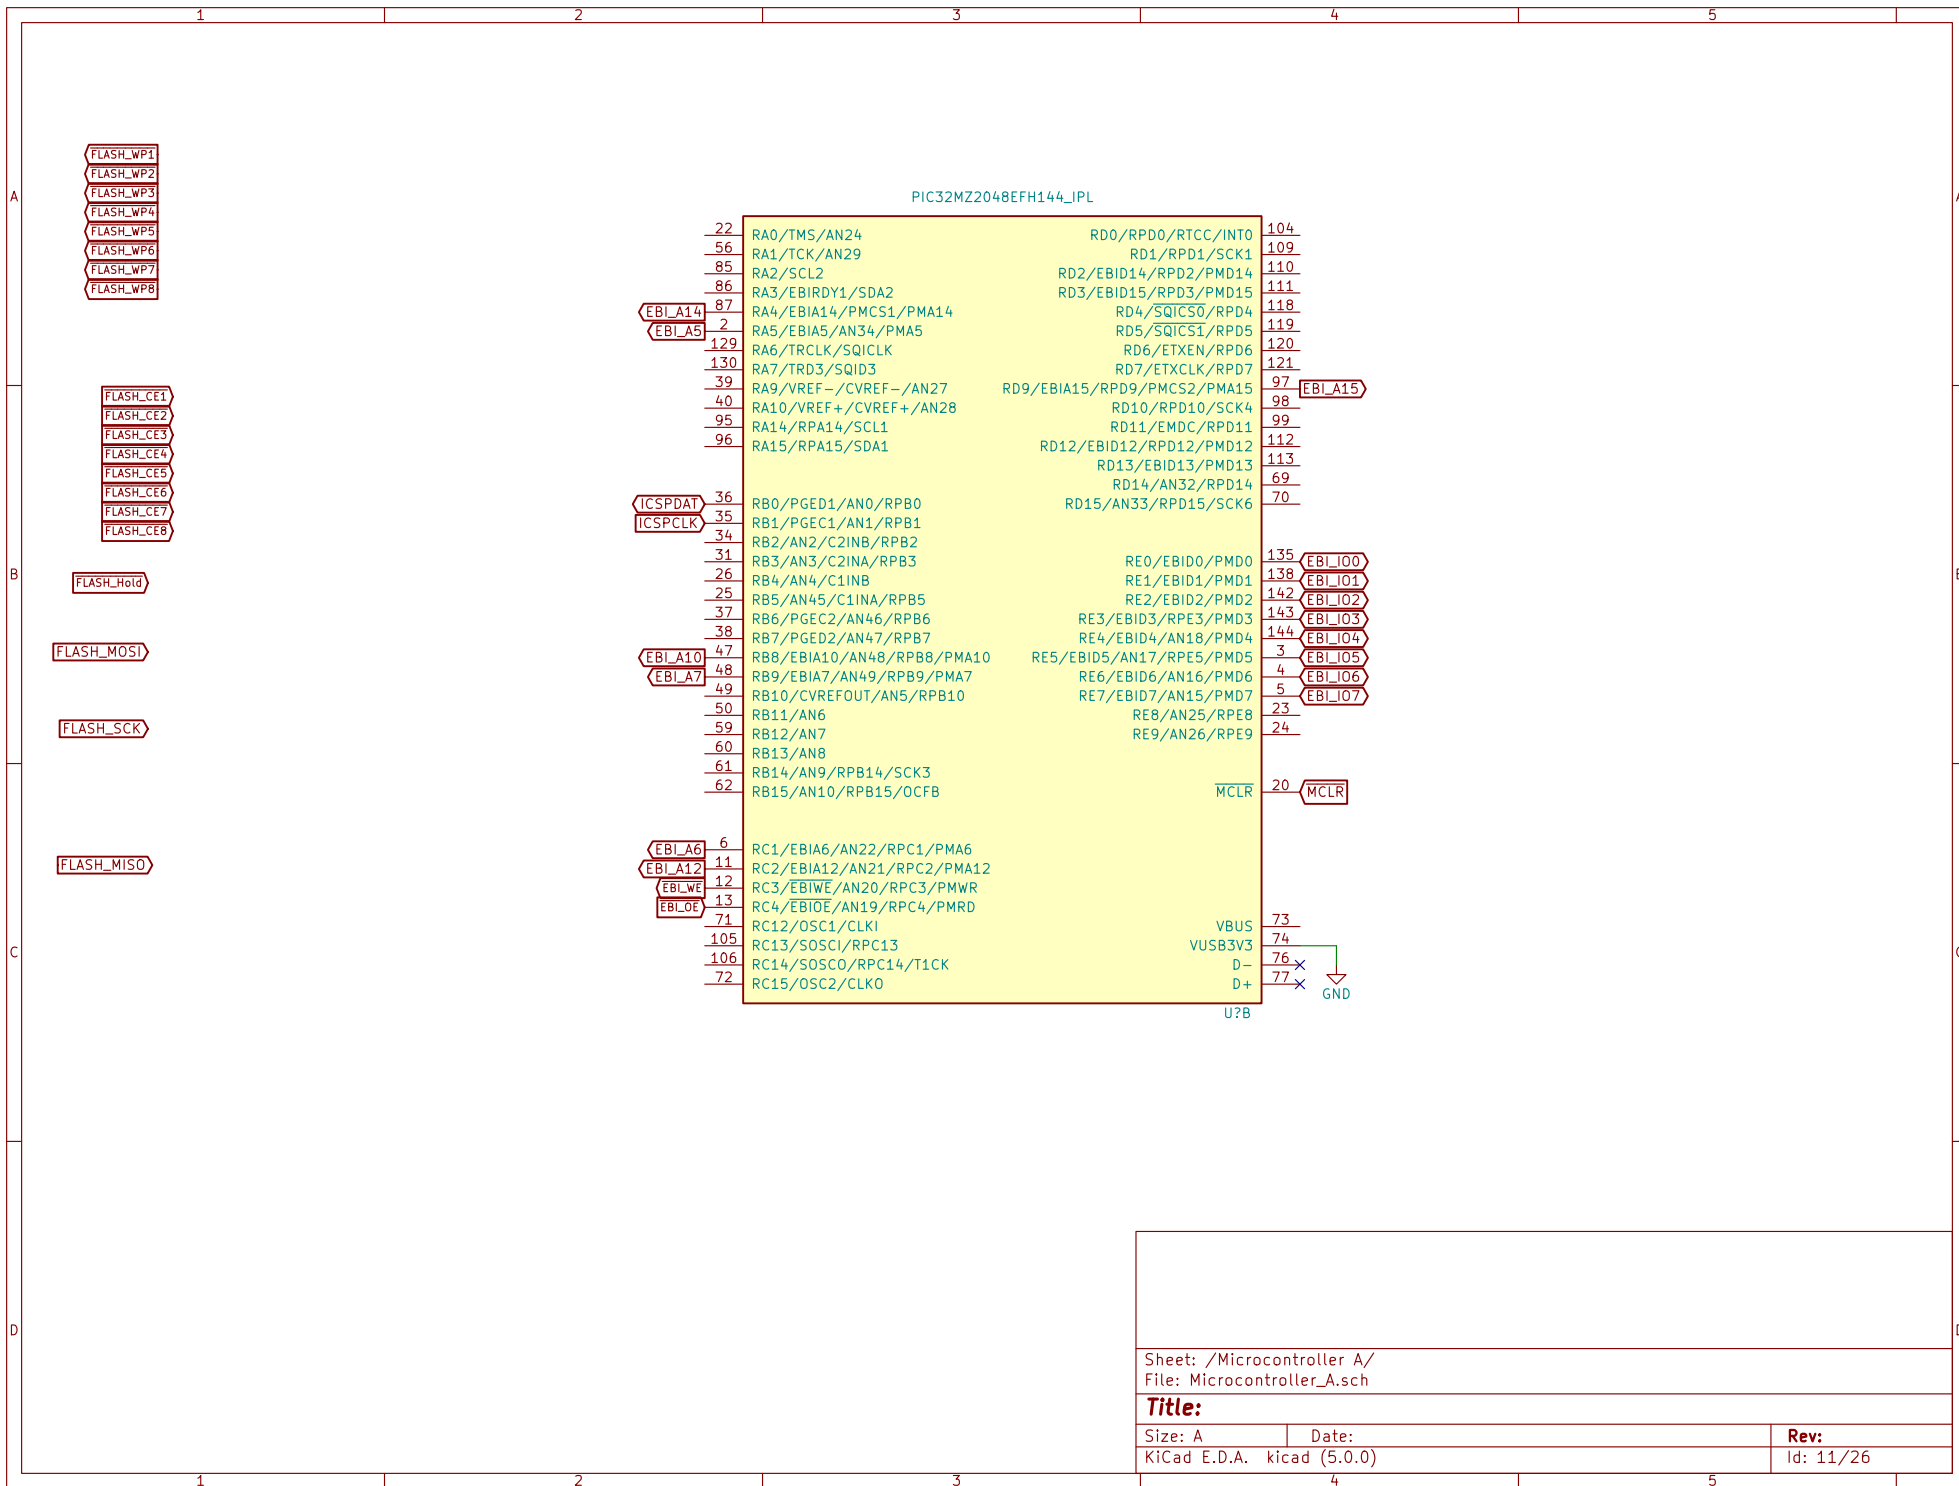 1 2 3 4 5
A
B
C
D
FLASH_WP1
FLASH_WP2
FLASH_WP3
FLASH_WP4
FLASH_WP5
FLASH_WP6
FLASH_WP7
FLASH_WP8
FLASH_CE1
FLASH_CE2
FLASH_CE3
FLASH_CE4
FLASH_CE5
FLASH_CE6
FLASH_CE7
FLASH_CE8
FLASH_Hold
FLASH_MOSI
FLASH_SCK
FLASH_MISO
PIC32MZ2048EFH144_IPL
22 RA0/TMS/AN24
56 RA1/TCK/AN29
85 RA2/SCL2
86 RA3/EBIRDY1/SDA2
EBI_A14 87 RA4/EBIA14/PMCS1/PMA14
EBI_A5 2 RA5/EBIA5/AN34/PMA5
129 RA6/TRCLK/SQICLK
130 RA7/TRD3/SQID3
39 RA9/VREF-/CVREF-/AN27
40 RA10/VREF+/CVREF+/AN28
95 RA14/RPA14/SCL1
96 RA15/RPA15/SDA1
ICSPDAT 36 RB0/PGED1/AN0/RPB0
ICSPCLK 35 RB1/PGEC1/AN1/RPB1
34 RB2/AN2/C2INB/RPB2
31 RB3/AN3/C2INA/RPB3
26 RB4/AN4/C1INB
25 RB5/AN45/C1INA/RPB5
37 RB6/PGEC2/AN46/RPB6
38 RB7/PGED2/AN47/RPB7
EBI_A10 47 RB8/EBIA10/AN48/RPB8/PMA10
EBI_A7 48 RB9/EBIA7/AN49/RPB9/PMA7
49 RB10/CVREFOUT/AN5/RPB10
50 RB11/AN6
59 RB12/AN7
60 RB13/AN8
61 RB14/AN9/RPB14/SCK3
62 RB15/AN10/RPB15/OCFB
EBI_A6 6 RC1/EBIA6/AN22/RPC1/PMA6
EBI_A12 11 RC2/EBIA12/AN21/RPC2/PMA12
EBI_WE 12 RC3/EBIWE/AN20/RPC3/PMWR
EBI_OE 13 RC4/EBIOE/AN19/RPC4/PMRD
71 RC12/OSC1/CLKI
105 RC13/SOSCI/RPC13
106 RC14/SOSCO/RPC14/T1CK
72 RC15/OSC2/CLKO
RD0/RPD0/RTCC/INT0 104
RD1/RPD1/SCK1 109
RD2/EBID14/RPD2/PMD14 110
RD3/EBID15/RPD3/PMD15 111
RD4/SQICS0/RPD4 118
RD5/SQICS1/RPD5 119
RD6/ETXEN/RPD6 120
RD7/ETXCLK/RPD7 121
RD9/EBIA15/RPD9/PMCS2/PMA15 97 EBI_A15
RD10/RPD10/SCK4 98
RD11/EMDC/RPD11 99
RD12/EBID12/RPD12/PMD12 112
RD13/EBID13/PMD13 113
RD14/AN32/RPD14 69
RD15/AN33/RPD15/SCK6 70
RE0/EBID0/PMD0 135 EBI_IO0
RE1/EBID1/PMD1 138 EBI_IO1
RE2/EBID2/PMD2 142 EBI_IO2
RE3/EBID3/RPE3/PMD3 143 EBI_IO3
RE4/EBID4/AN18/PMD4 144 EBI_IO4
RE5/EBID5/AN17/RPE5/PMD5 3 EBI_IO5
RE6/EBID6/AN16/PMD6 4 EBI_IO6
RE7/EBID7/AN15/PMD7 5 EBI_IO7
RE8/AN25/RPE8 23
RE9/AN26/RPE9 24
MCLR 20 MCLR
VBUS 73
VUSB3V3 74
D- 76
D+ 77
GND
U?B
Sheet: /Microcontroller A/
File: Microcontroller_A.sch
Title:
Size: A Date: Rev:
KiCad E.D.A. kicad (5.0.0) Id: 11/26
1 2 3 4 5